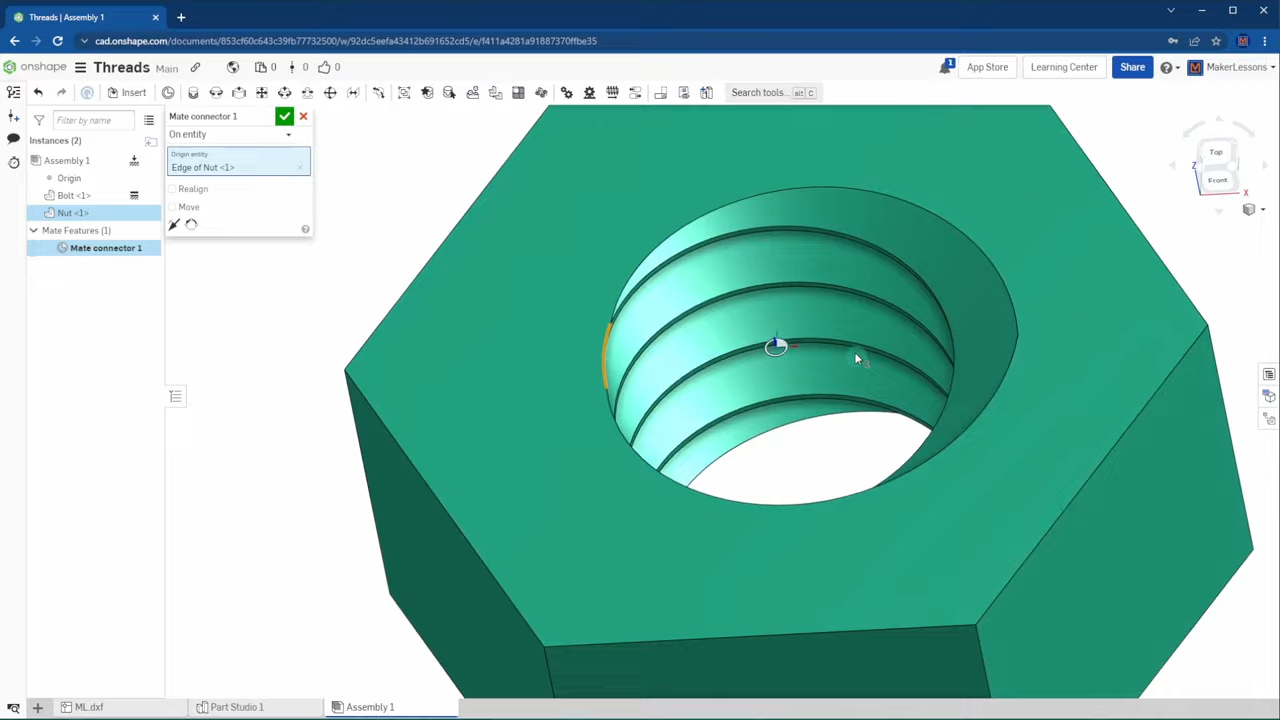 Threads | Assembly 1
cad.onshape.com/documents/853cf60c643c39fb77732500/w/92dc5eefa43412b691652cd5/e/f411a4281a91887370ffbe35
onshape
Threads
Main
0
0
0
1
App Store
Learning Center
Share
MakerLessons
Insert
Search tools...
alt
C
Filter by name
Mate connector 1
Instances (2)
On entity
Assembly 1
Origin entity
Edge of Nut <1>
Origin
Bolt <1>
Realign
Nut <1>
Move
Mate Features (1)
Mate connector 1
Top
Z
Front
X
ML.dxf
Part Studio 1
Assembly 1